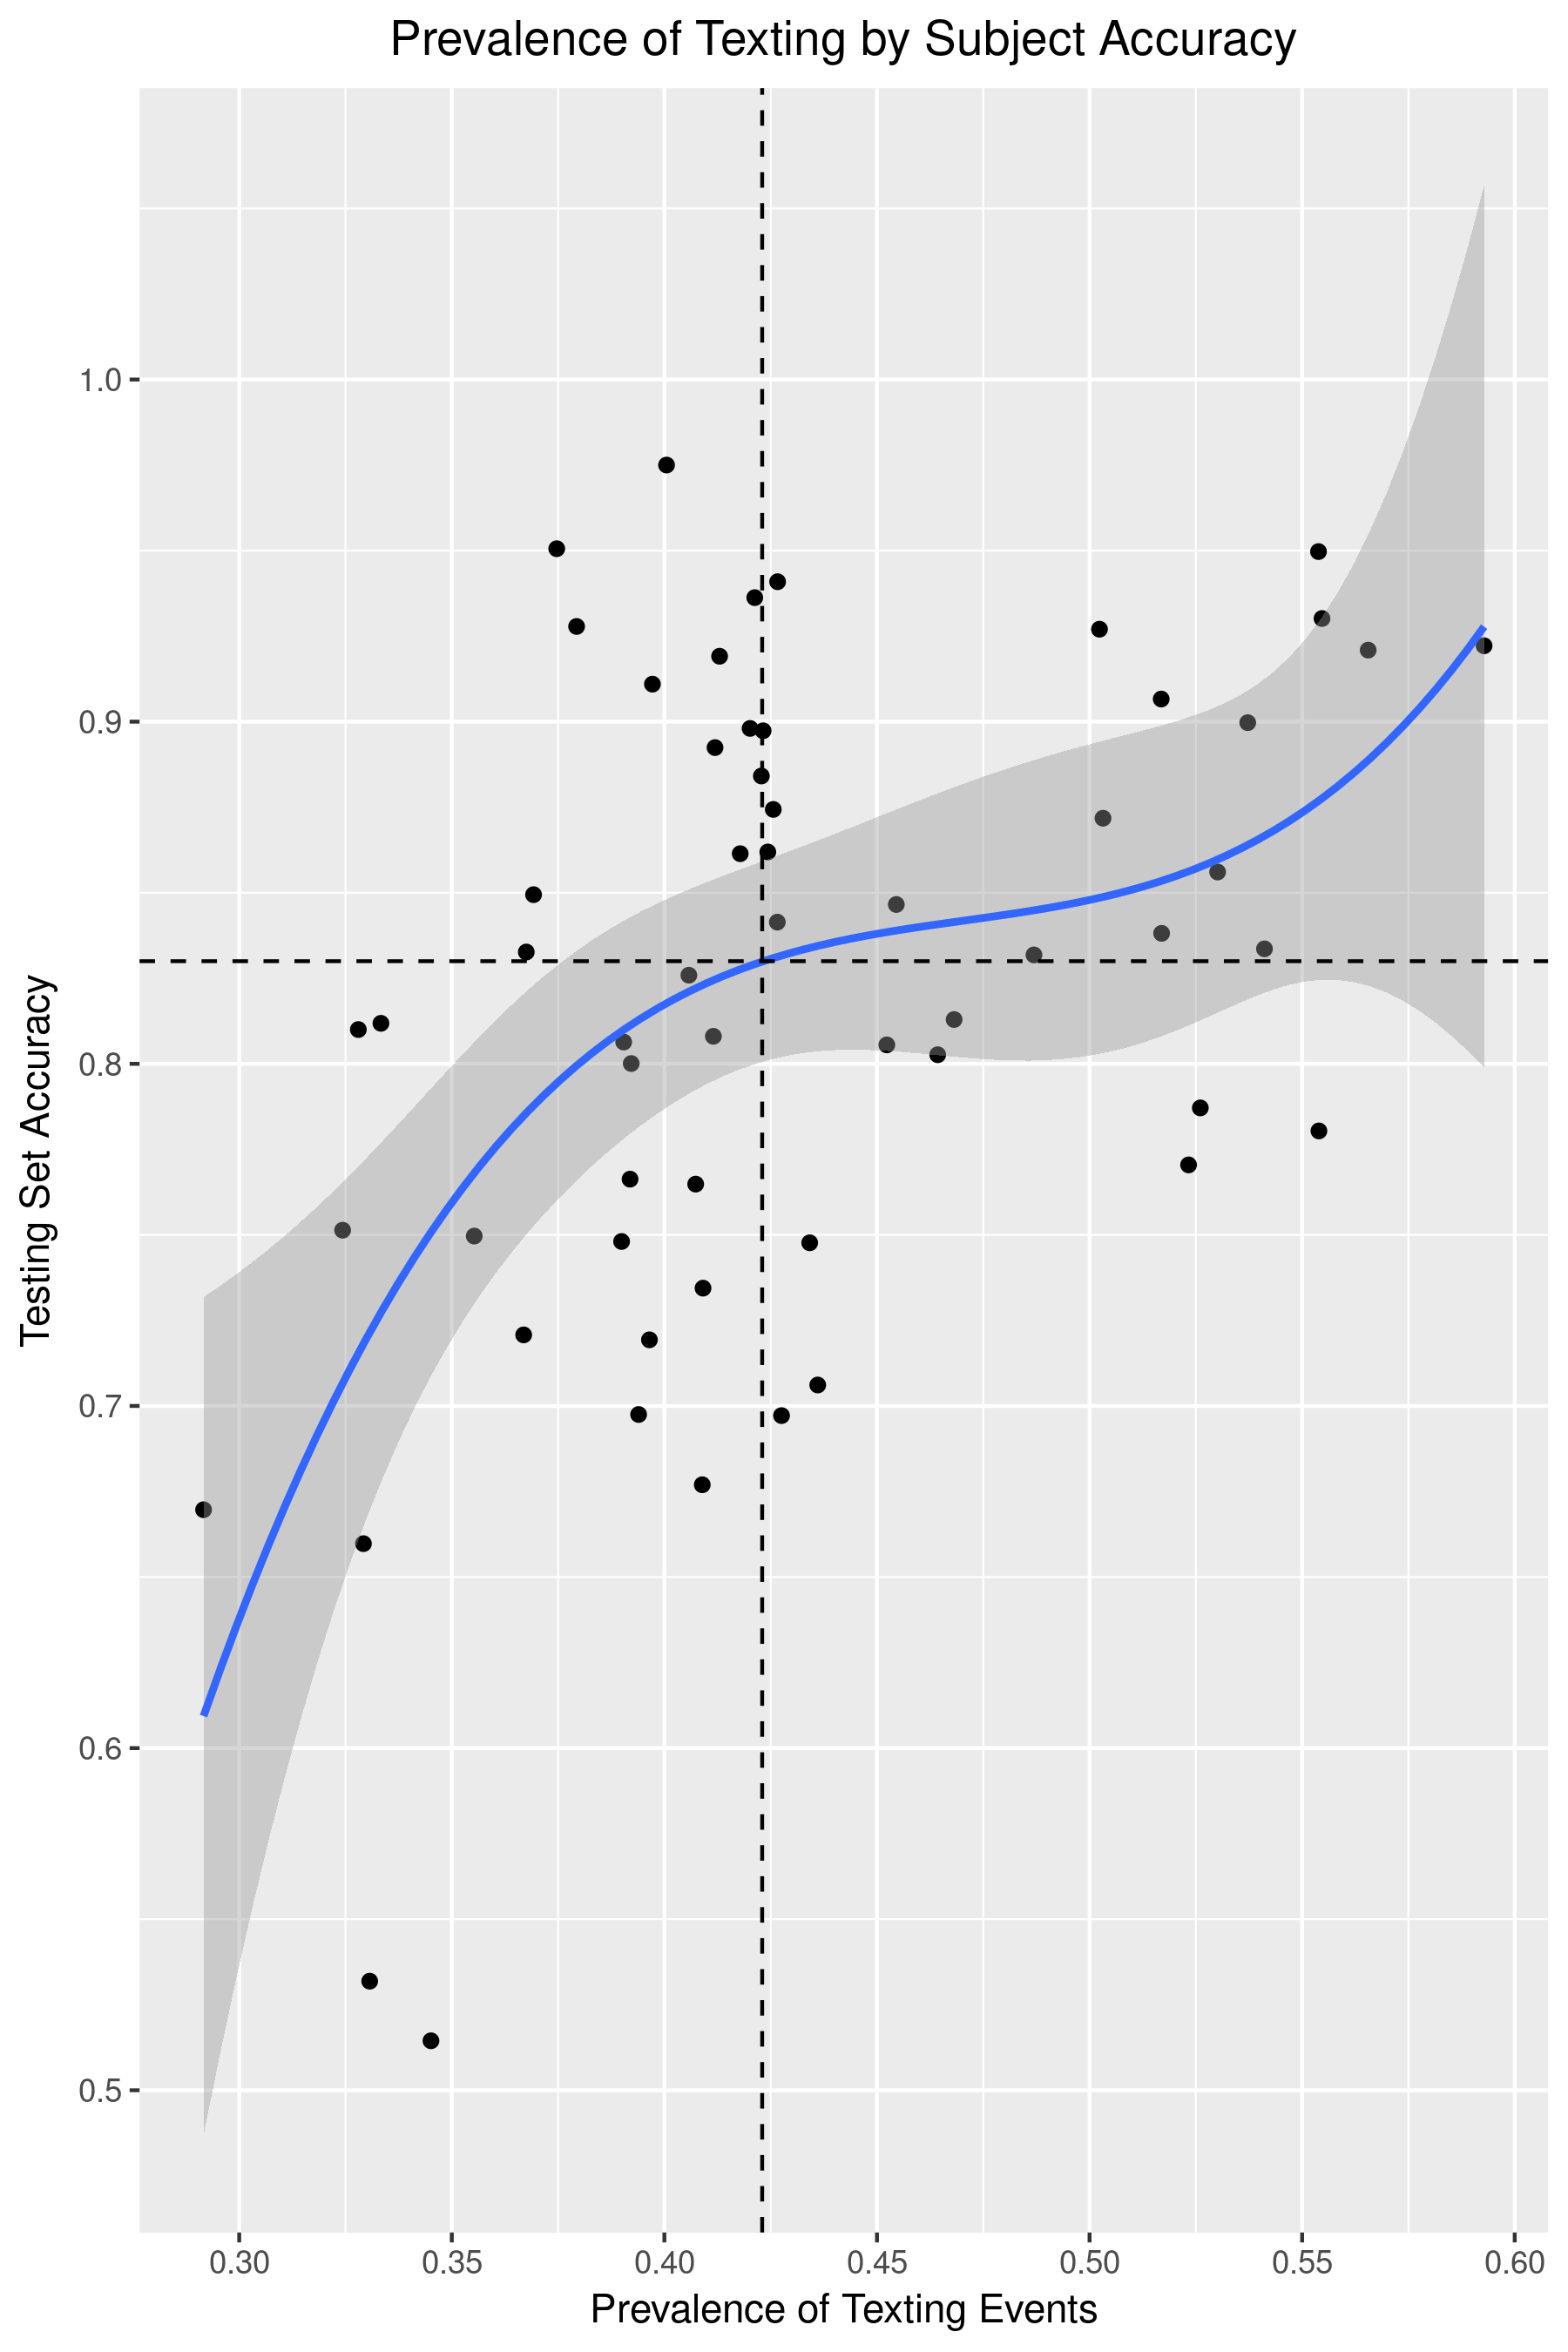 Prevalence of Texting by Subject Accuracy
Testing Set Accuracy
1.0
0.9
0.8
0.7
0.6
0.5
0.30 0.35 0.40 0.45 0.50 0.55 0.60
Prevalence of Texting Events